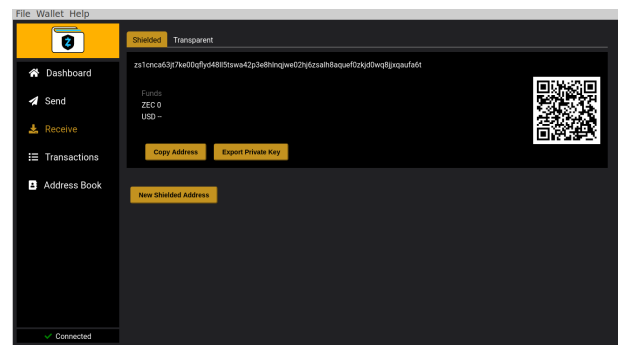 File Wallet Help
Shielded Transparent
zs1cnca63jt7ke00qflyd48ll5tswa42p3e8hlnqjwe02hj6zsalh8aquef0zkjd0wq8jjxqaufa6t
Dashboard
Send
Receive
Transactions
Address Book
Funds
ZEC 0
USD --
Copy Address Export Private Key
New Shielded Address
Connected